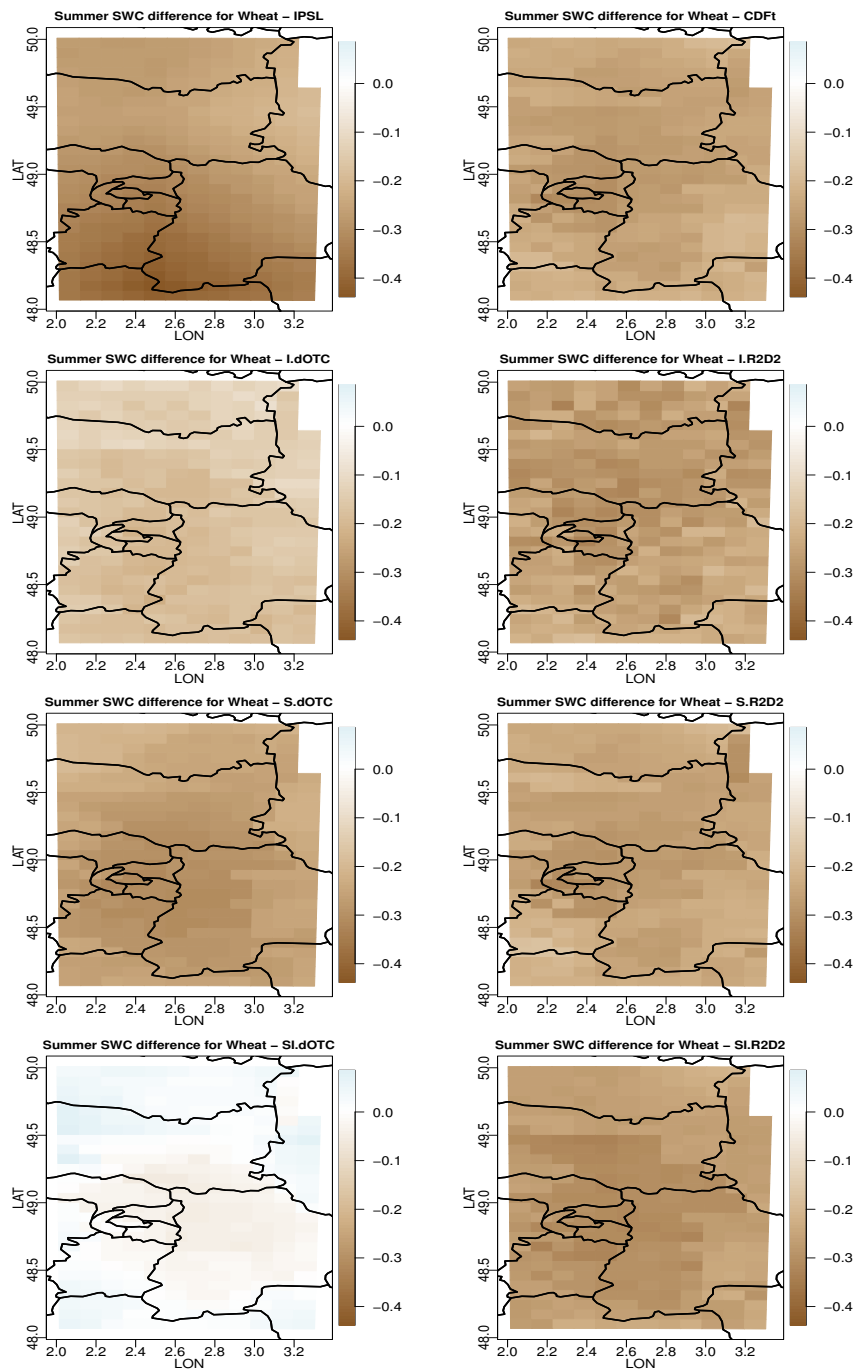 Summer SWC difference for Wheat − IPSL
50.0
49.5
49.0
48.5
48.0
LAT
2.0 2.2 2.4 2.6 2.8 3.0 3.2
LON
0.0
−0.1
−0.2
−0.3
−0.4
Summer SWC difference for Wheat − CDFt
50.0
49.5
49.0
48.5
48.0
LAT
2.0 2.2 2.4 2.6 2.8 3.0 3.2
LON
0.0
−0.1
−0.2
−0.3
−0.4
Summer SWC difference for Wheat − I.dOTC
50.0
49.5
49.0
48.5
48.0
LAT
2.0 2.2 2.4 2.6 2.8 3.0 3.2
LON
0.0
−0.1
−0.2
−0.3
−0.4
Summer SWC difference for Wheat − I.R2D2
50.0
49.5
49.0
48.5
48.0
LAT
2.0 2.2 2.4 2.6 2.8 3.0 3.2
LON
0.0
−0.1
−0.2
−0.3
−0.4
Summer SWC difference for Wheat − S.dOTC
50.0
49.5
49.0
48.5
48.0
LAT
2.0 2.2 2.4 2.6 2.8 3.0 3.2
LON
0.0
−0.1
−0.2
−0.3
−0.4
Summer SWC difference for Wheat − S.R2D2
50.0
49.5
49.0
48.5
48.0
LAT
2.0 2.2 2.4 2.6 2.8 3.0 3.2
LON
0.0
−0.1
−0.2
−0.3
−0.4
Summer SWC difference for Wheat − SI.dOTC
50.0
49.5
49.0
48.5
48.0
LAT
2.0 2.2 2.4 2.6 2.8 3.0 3.2
LON
0.0
−0.1
−0.2
−0.3
−0.4
Summer SWC difference for Wheat − SI.R2D2
50.0
49.5
49.0
48.5
48.0
LAT
2.0 2.2 2.4 2.6 2.8 3.0 3.2
LON
0.0
−0.1
−0.2
−0.3
−0.4